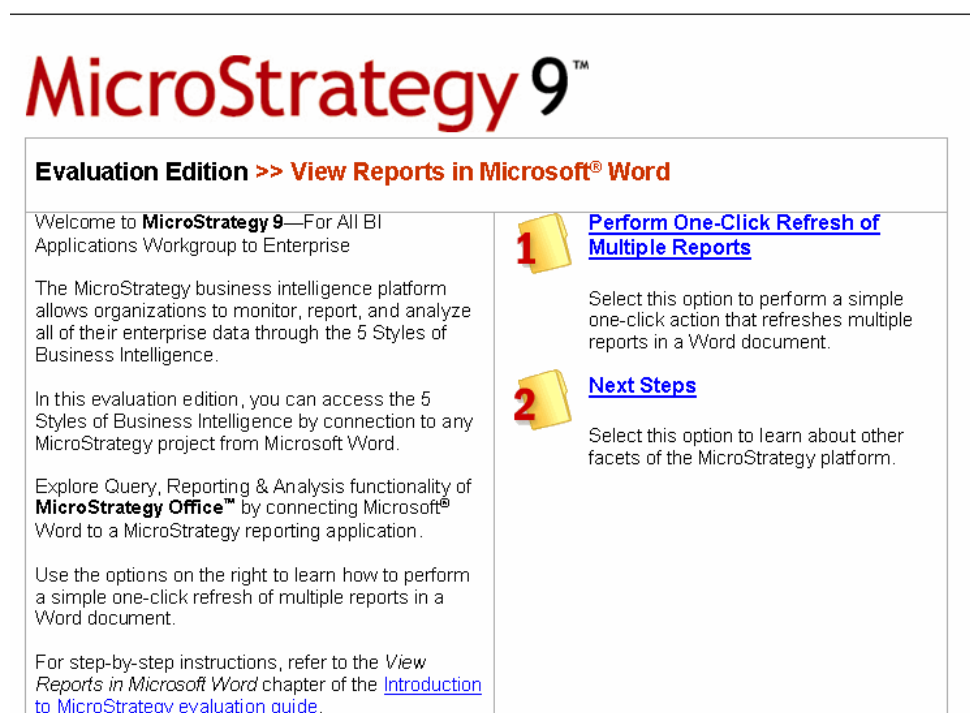 MicroStrategy 9™
Evaluation Edition >> View Reports in Microsoft® Word
Welcome to MicroStrategy 9—For All BI
Applications Workgroup to Enterprise
The MicroStrategy business intelligence platform
allows organizations to monitor, report, and analyze
all of their enterprise data through the 5 Styles of
Business Intelligence.
In this evaluation edition, you can access the 5
Styles of Business Intelligence by connection to any
MicroStrategy project from Microsoft Word.
Explore Query, Reporting & Analysis functionality of
MicroStrategy Office™ by connecting Microsoft®
Word to a MicroStrategy reporting application.
Use the options on the right to learn how to perform
a simple one-click refresh of multiple reports in a
Word document.
For step-by-step instructions, refer to the View
Reports in Microsoft Word chapter of the Introduction
to MicroStrategy evaluation guide.
1
Perform One-Click Refresh of
Multiple Reports
Select this option to perform a simple
one-click action that refreshes multiple
reports in a Word document.
2
Next Steps
Select this option to learn about other
facets of the MicroStrategy platform.